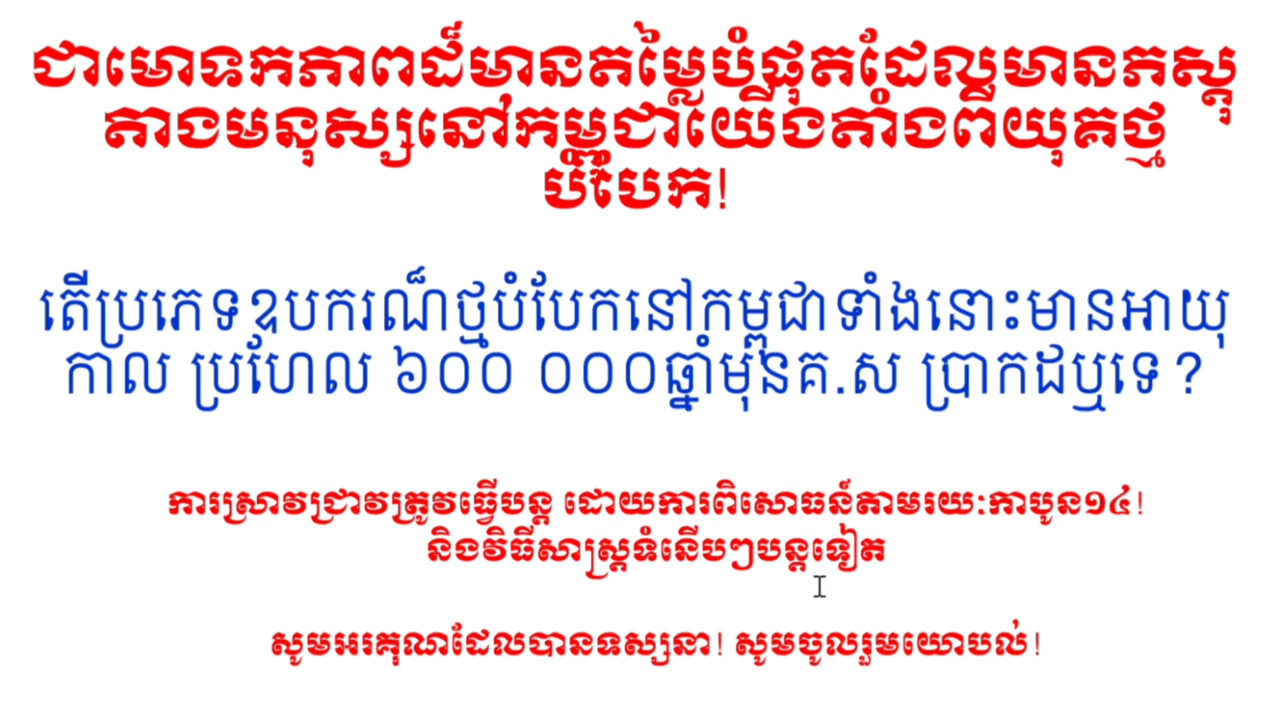 ជាមោទកភាពដ៏មានតម្លៃបំផុតដែលមានភស្តុ
តាងមនុស្សនៅកម្ពុជាយើងតាំងពីយុគថ្ម
បំបែក!
តើប្រភេទឧបករណ៏ថ្មបំបែកនៅកម្ពុជាទាំងនោះមានអាយុ
កាល ប្រហែល ៦០០ ០០០ឆ្នាំមុនគ.ស ប្រាកដឬទេ?
ការស្រាវជ្រាវត្រូវធ្វើបន្ត ដោយការពិសោធន៍តាមរយ:កាបូន១៤!
និងវិធីសាស្ត្រទំនើបៗបន្តទៀត
សូមអរគុណដែលបានទស្សនា! សូមចូលរួមយោបល់!